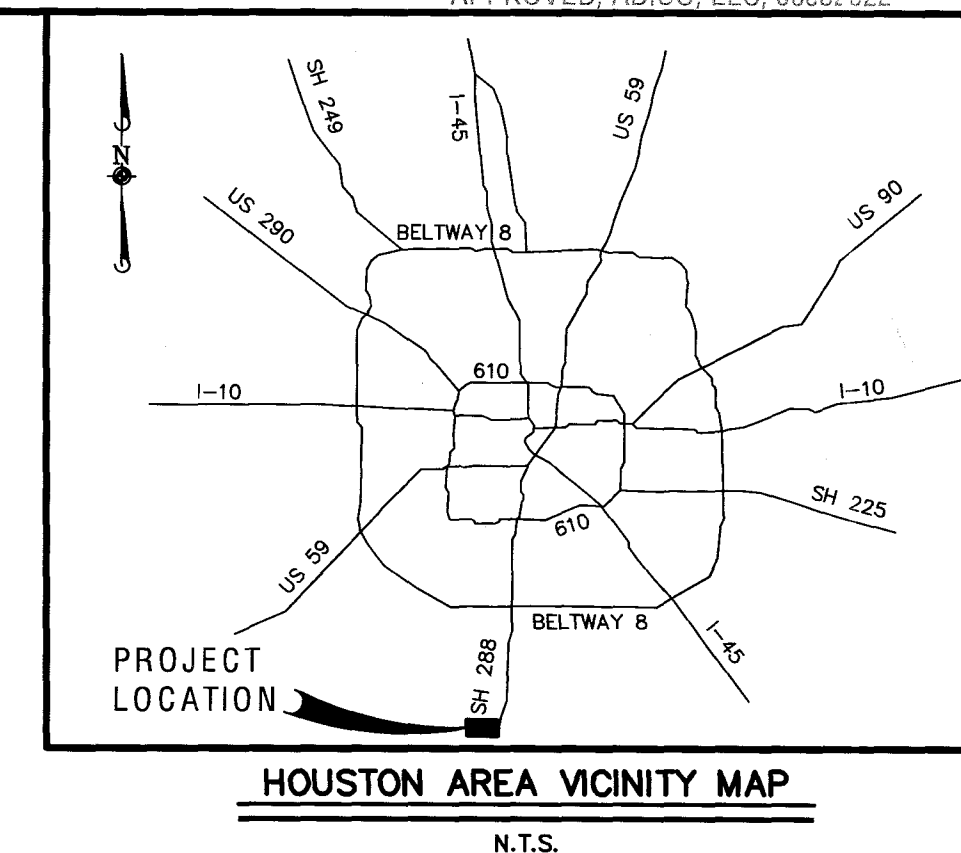 SH 249
I-45
US 59
N
US 290
US 90
BELTWAY 8
610
I-10
I-10
SH 225
610
US 59
BELTWAY 8
I-45
SH 288
PROJECT
LOCATION
HOUSTON AREA VICINITY MAP
N.T.S.